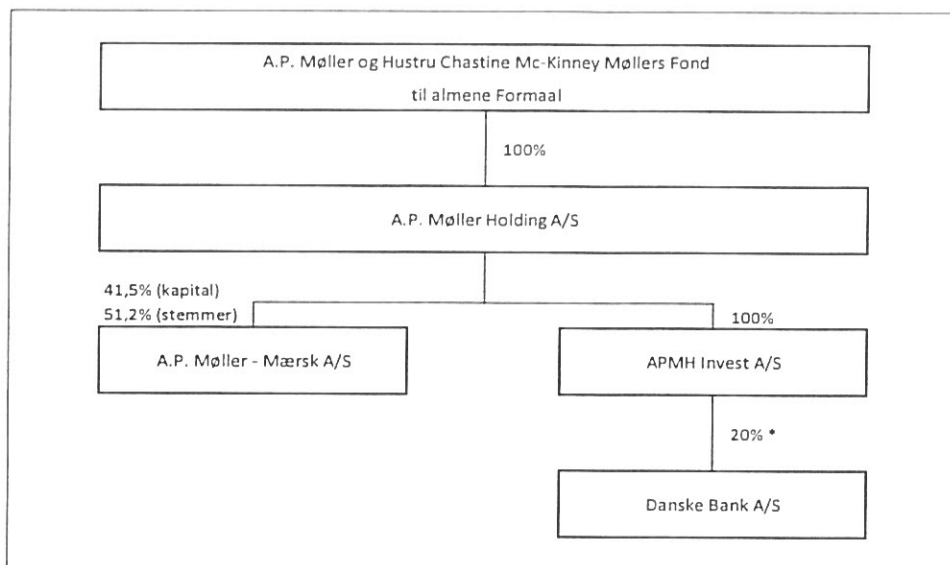 A.P. Møller og Hustru Chastine Mc-Kinney Møllers Fond
til almene Formaal
100%
A.P. Møller Holding A/S
41,5% (kapital)
51,2% (stemmer)
100%
A.P. Møller - Mærsk A/S
APMH Invest A/S
20% *
Danske Bank A/S